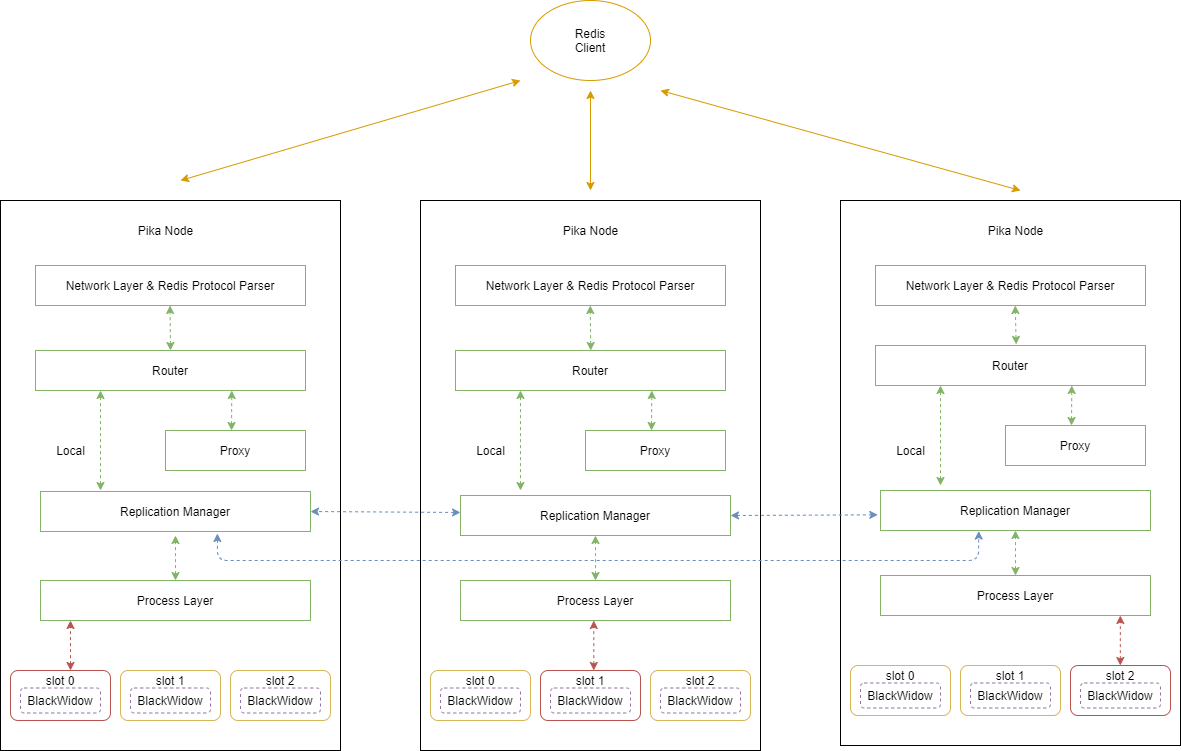 Redis
Client
Pika Node
Network Layer & Redis Protocol Parser
Router
Local
Proxy
Replication Manager
Process Layer
slot 0
BlackWidow
slot 1
BlackWidow
slot 2
BlackWidow
Pika Node
Network Layer & Redis Protocol Parser
Router
Local
Proxy
Replication Manager
Process Layer
slot 0
BlackWidow
slot 1
BlackWidow
slot 2
BlackWidow
Pika Node
Network Layer & Redis Protocol Parser
Router
Local
Proxy
Replication Manager
Process Layer
slot 0
BlackWidow
slot 1
BlackWidow
slot 2
BlackWidow